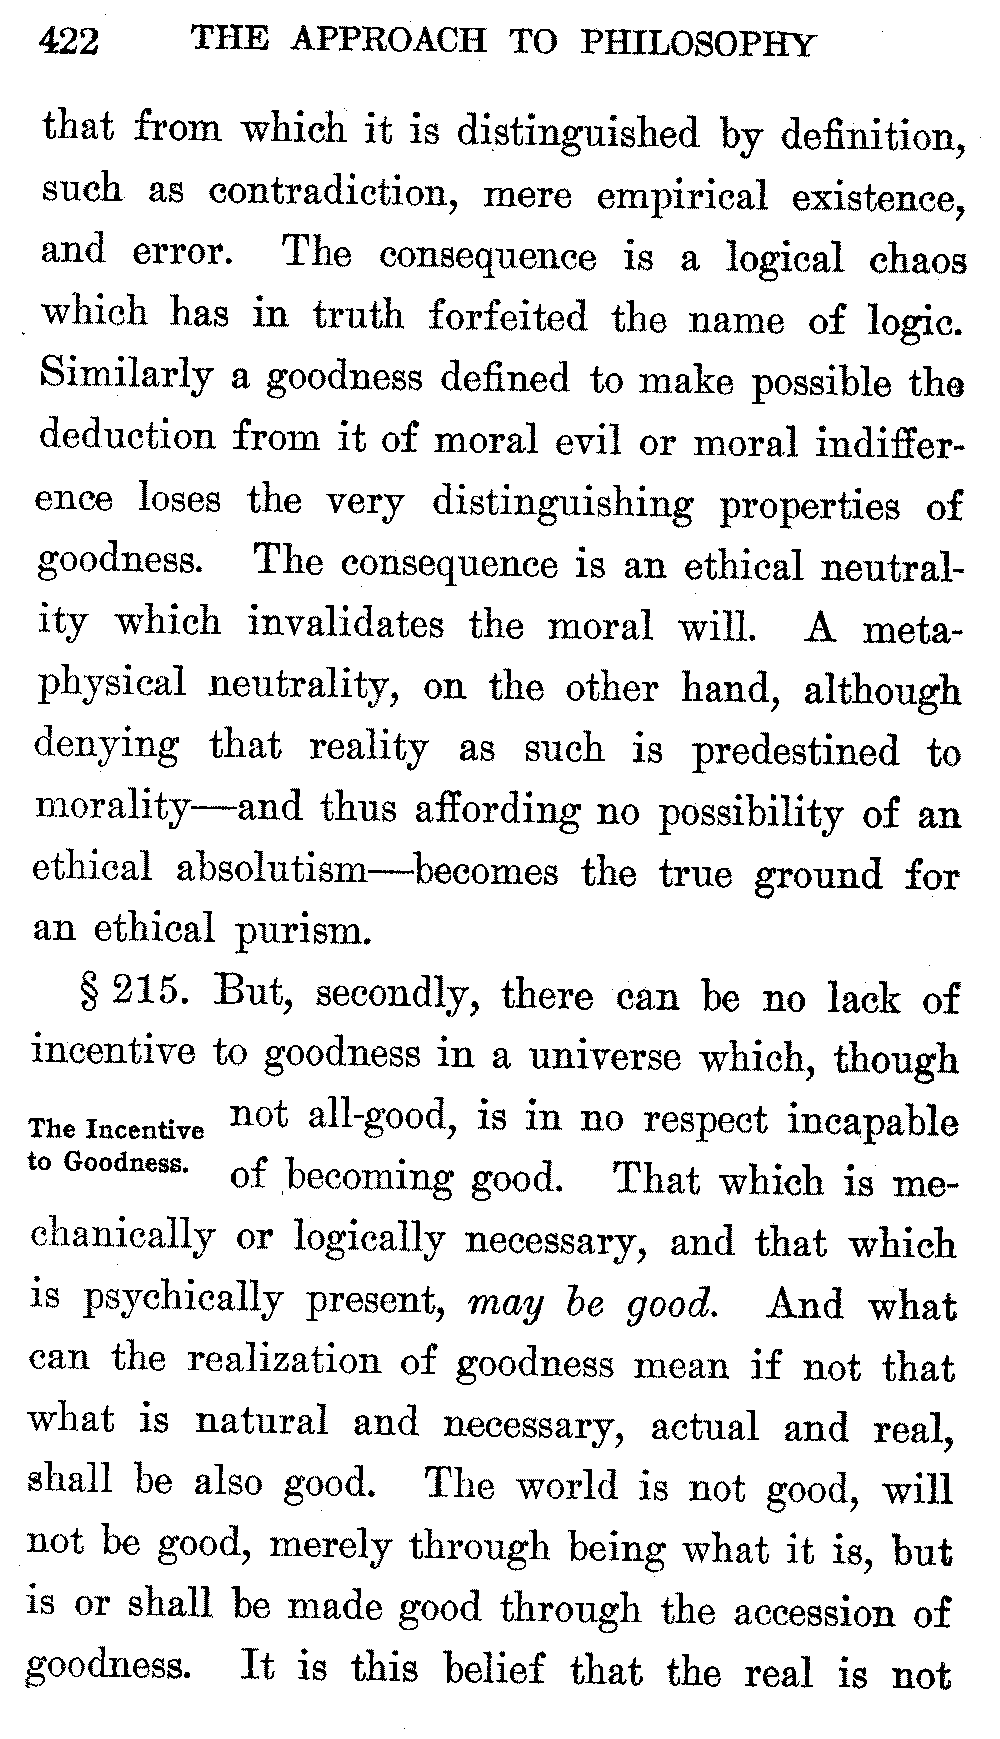 422 THE APPROACH TO PHILOSOPHY
that from which it is distinguished by definition,
such as contradiction, mere empirical existence,
and error. The consequence is a logical chaos
which has in truth forfeited the name of logic.
Similarly a goodness defined to make possible the
deduction from it of moral evil or moral indiffer-
ence loses the very distinguishing properties of
goodness. The consequence is an ethical neutral-
ity which invalidates the moral will. A meta-
physical neutrality, on the other hand, although
denying that reality as such is predestined to
morality—and thus affording no possibility of an
ethical absolutism—becomes the true ground for
an ethical purism.
§ 215. But, secondly, there can be no lack of
incentive to goodness in a universe which, though
The Incentive
to Goodness.
not all-good, is in no respect incapable
of becoming good. That which is me-
chanically or logically necessary, and that which
is psychically present, may be good. And what
can the realization of goodness mean if not that
what is natural and necessary, actual and real,
shall be also good. The world is not good, will
not be good, merely through being what it is, but
is or shall be made good through the accession of
goodness. It is this belief that the real is not